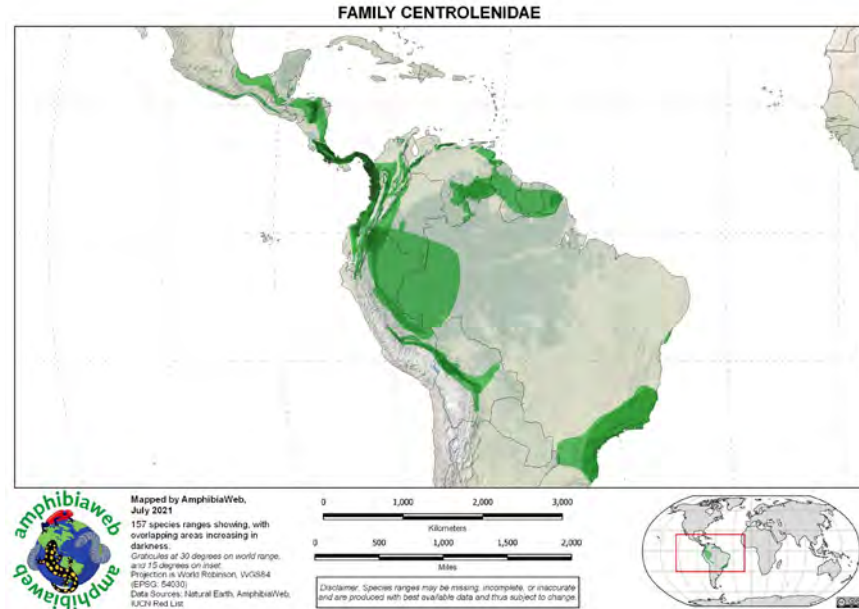 FAMILY CENTROLENIDAE
amphibiaweb
amphibiaweb
Mapped by AmphibiaWeb,
July 2021
157 species ranges showing, with
overlapping areas increasing in
darkness.
Graticules at 30 degrees on world range,
and 15 degrees on inset
Projection is World Robinson, WGS84
(EPSG: 54030)
Data Sources: Natural Earth, AmphibiaWeb,
IUCN Red List
0 1,000 2,000 3,000
Kilometers
0 500 1,000 1,500 2,000
Miles
Disclaimer: Species ranges may be missing, incomplete, or inaccurate
and are produced with best available data and thus subject to change.